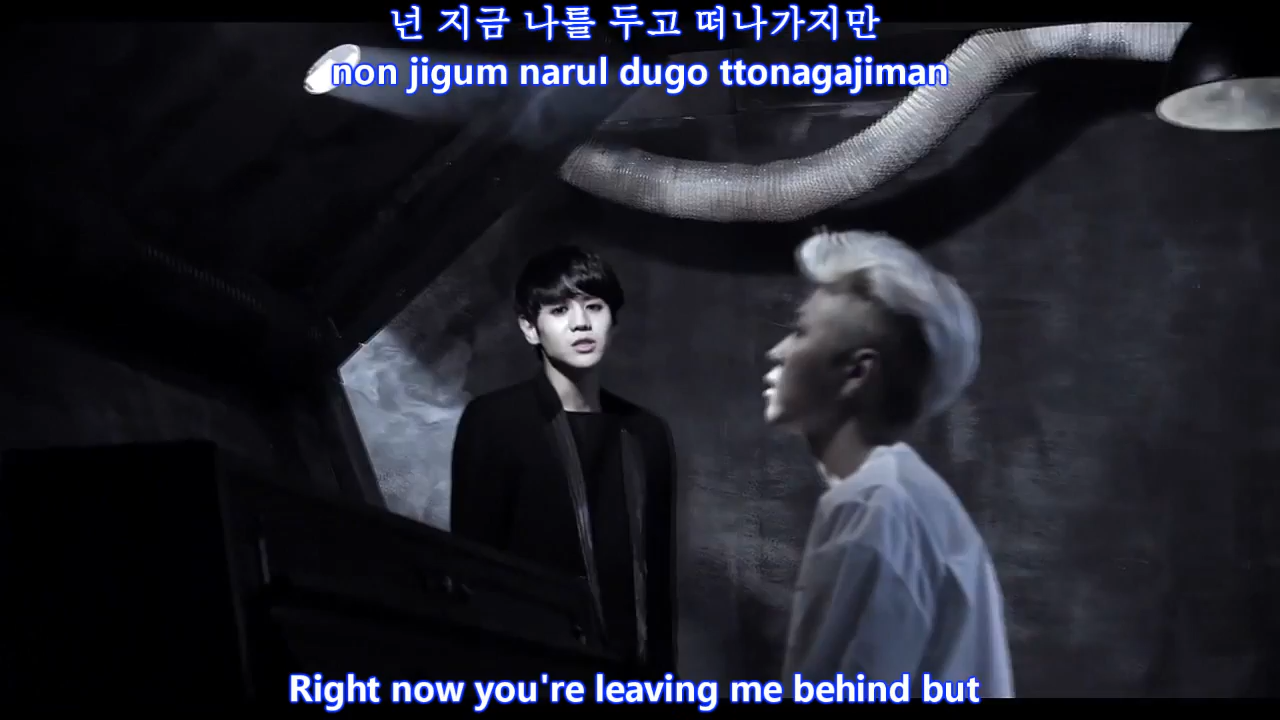 넌 지금 나를 두고 떠나가지만
non jigum narul dugo ttonagajiman
Right now you're leaving me behind but